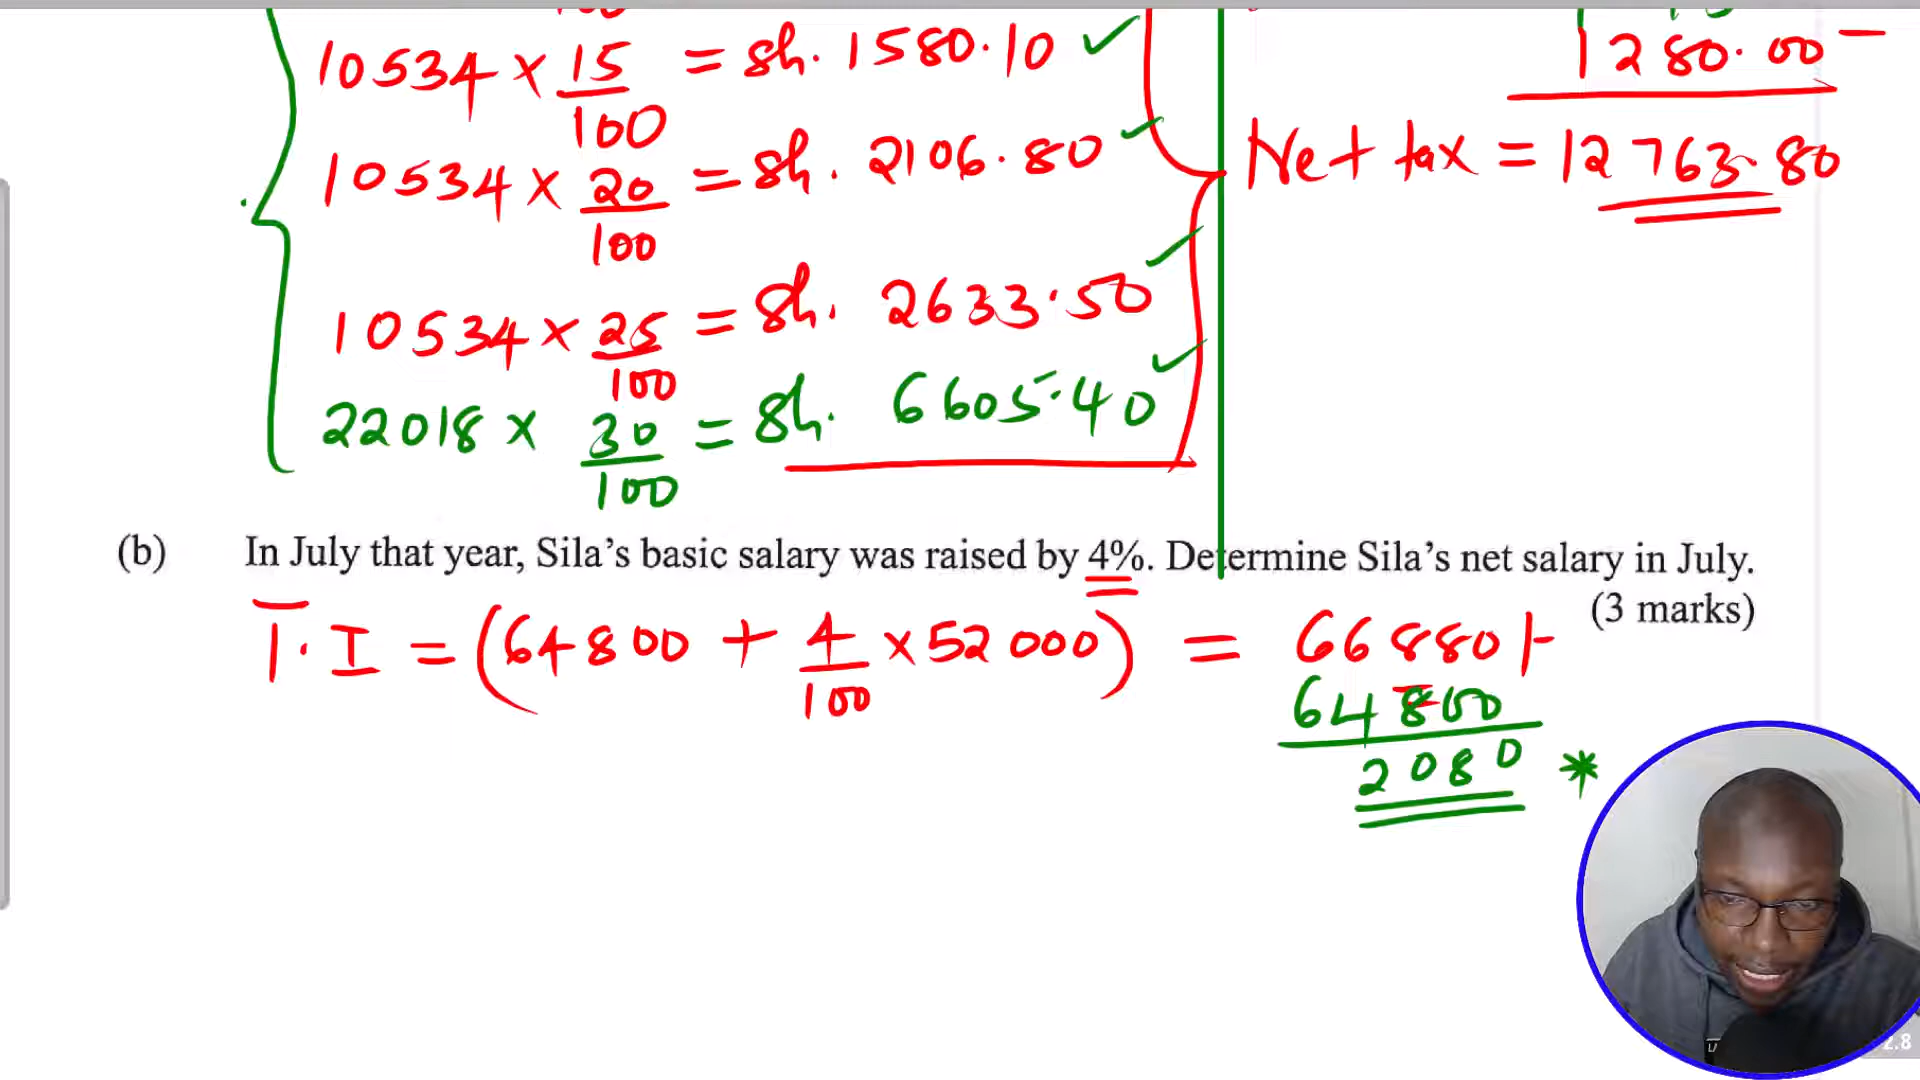 10534 × 15/100 = sh. 1580.10 ✓
10534 × 20/100 = sh. 2106.80 ✓
10534 × 25/100 = sh. 2633.50 ✓
22018 × 30/100 = sh. 6605.40 ✓
1280.00 −
Net tax = 12763.80
(b) In July that year, Sila's basic salary was raised by 4%. Determine Sila's net salary in July.
(3 marks)
T.I = (64800 + 4/100 × 52000) = 66880/-
64800
2080 *
2.8